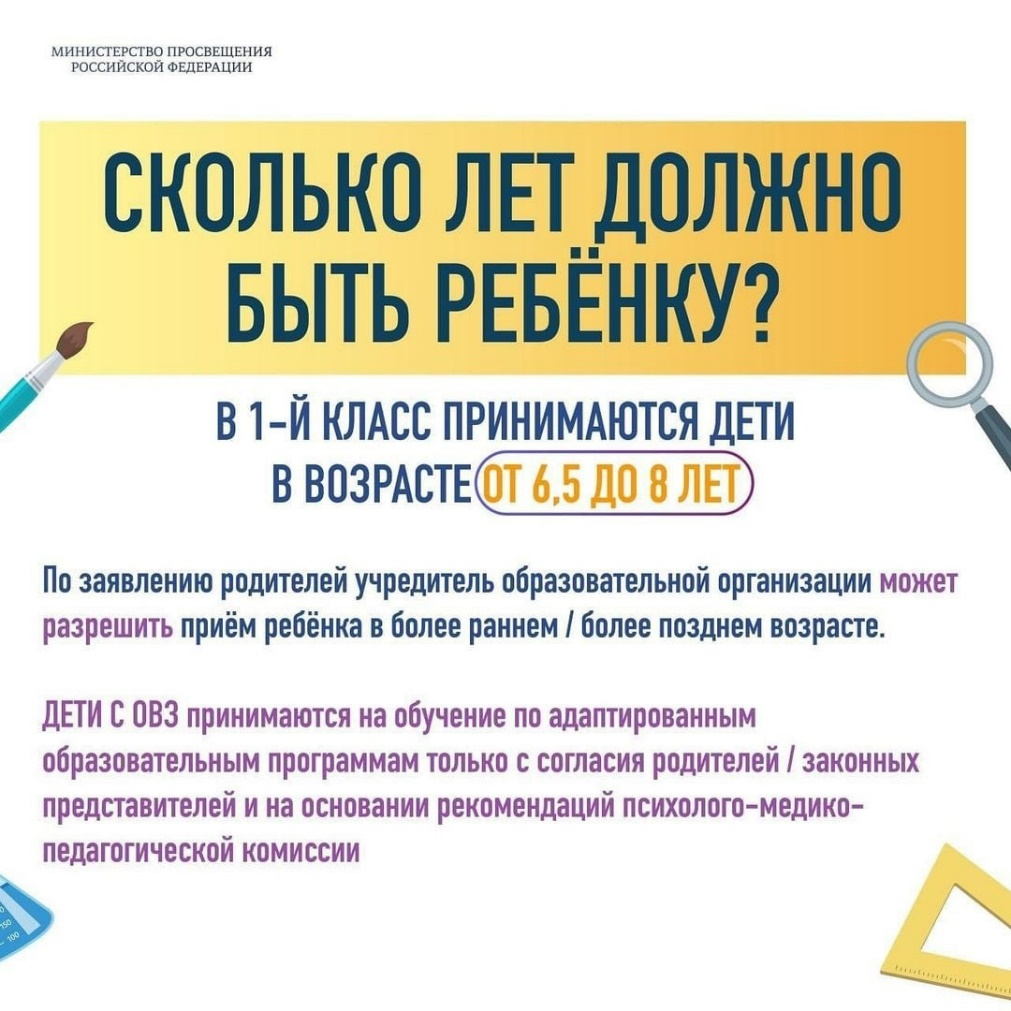 МИНИСТЕРСТВО ПРОСВЕЩЕНИЯ
РОССИЙСКОЙ ФЕДЕРАЦИИ
СКОЛЬКО ЛЕТ ДОЛЖНО
БЫТЬ РЕБЁНКУ?
В 1-Й КЛАСС ПРИНИМАЮТСЯ ДЕТИ
В ВОЗРАСТЕ ОТ 6,5 ДО 8 ЛЕТ
По заявлению родителей учредитель образовательной организации может
разрешить приём ребёнка в более раннем / более позднем возрасте.
ДЕТИ С ОВЗ принимаются на обучение по адаптированным
образовательным программам только с согласия родителей / законных
представителей и на основании рекомендаций психолого-медико-
педагогической комиссии
150
100